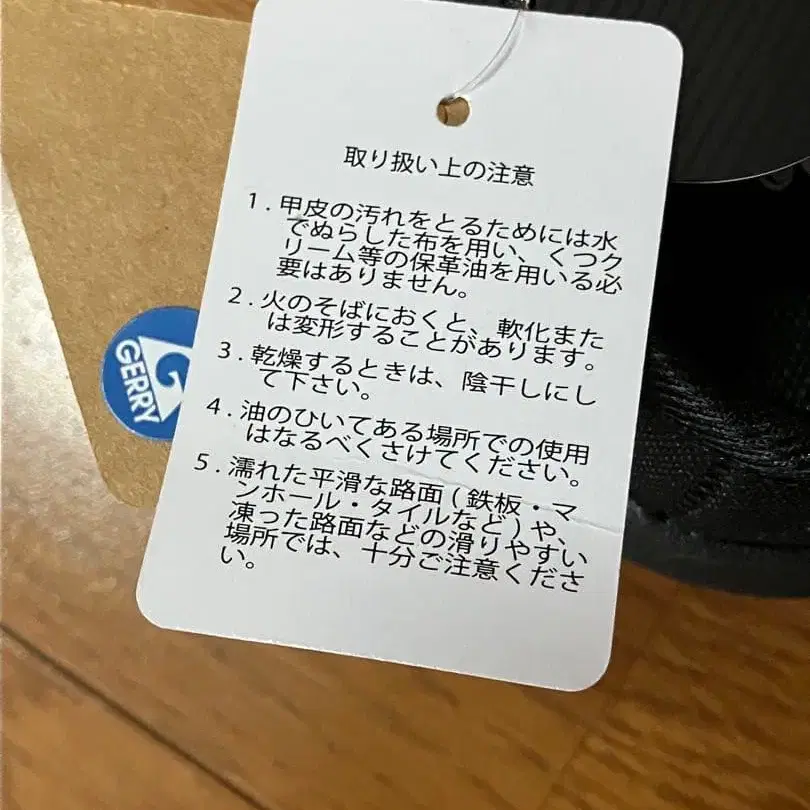 取り扱い上の注意
1.甲皮の汚れをとるためには水
でぬらした布を用い、くつク
リーム等の保革油を用いる必
要はありません。
2.火のそばにおくと、軟化また
は変形することがあります。
3.乾燥するときは、陰干しにし
て下さい。
4.油のひいてある場所での使用
はなるべくさけてください。
5.濡れた平滑な路面(鉄板・マ
ンホール・タイルなど)や、
凍った路面などの滑りやすい
場所では、十分ご注意くださ
い。
GERRY